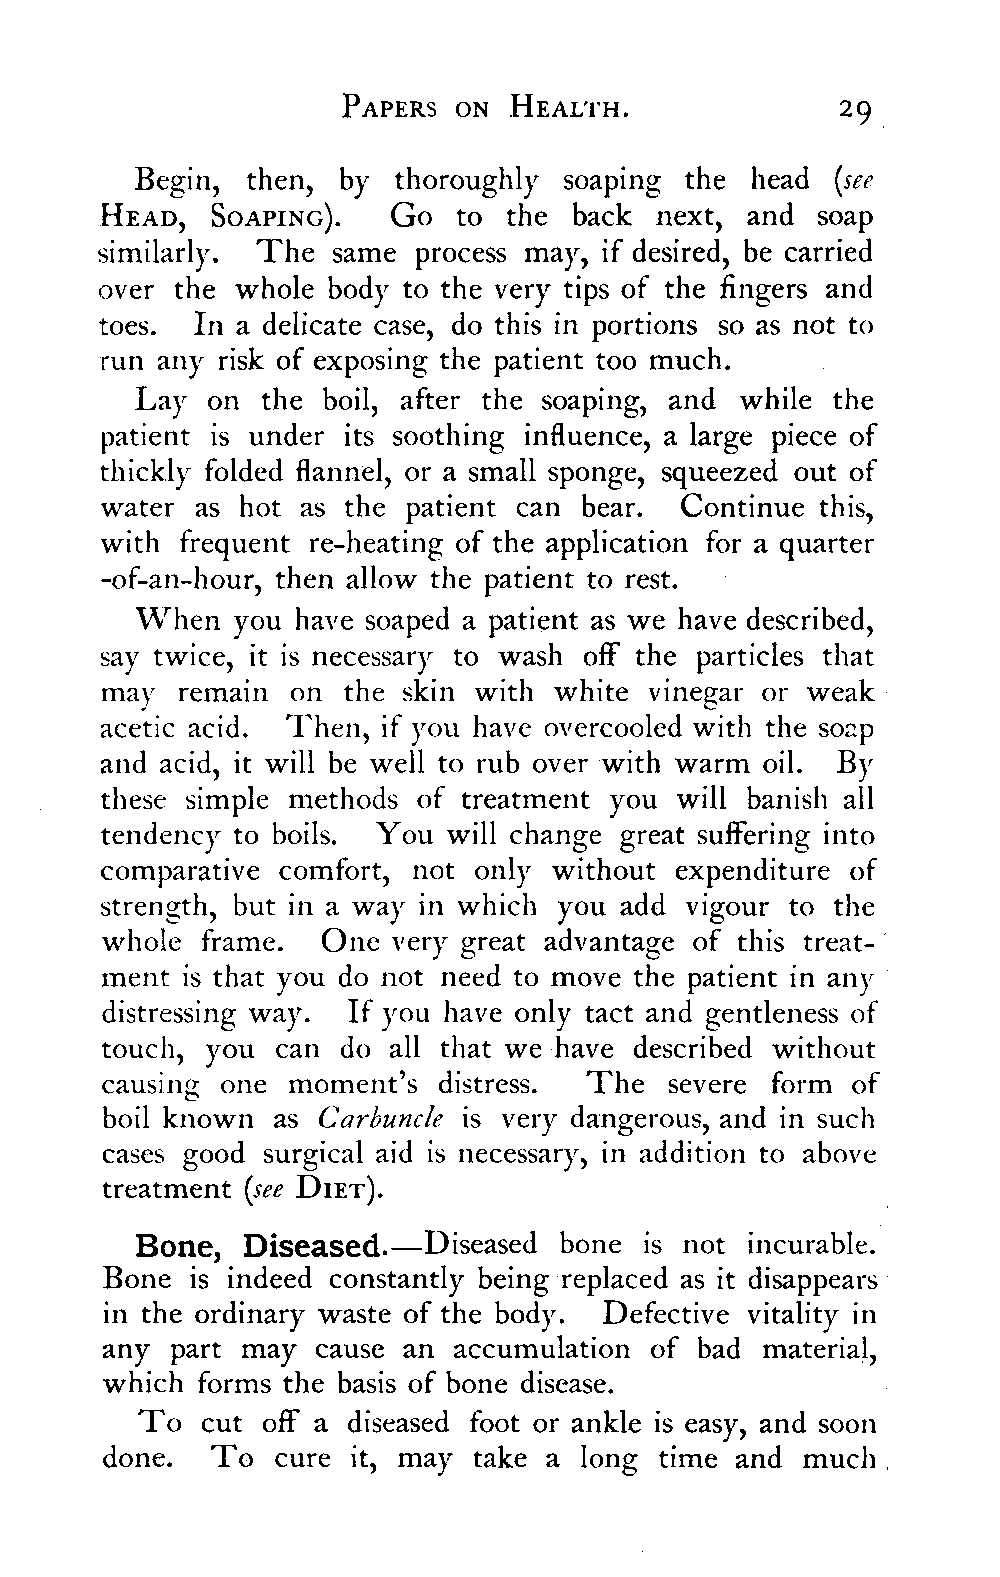 PAPERS ON HEALTH. 29
Begin, then, by thoroughly soaping the head (see
HEAD, SOAPING). Go to the back next, and soap
similarly. The same process may, if desired, be carried
over the whole body to the very tips of the fingers and
toes. In a delicate case, do this in portions so as not to
run any risk of exposing the patient too much.
Lay on the boil, after the soaping, and while the
patient is under its soothing influence, a large piece of
thickly folded flannel, or a small sponge, squeezed out of
water as hot as the patient can bear. Continue this,
with frequent re-heating of the application for a quarter
-of-an-hour, then allow the patient to rest.
When you have soaped a patient as we have described,
say twice, it is necessary to wash off the particles that
may remain on the skin with white vinegar or weak
acetic acid. Then, if you have overcooled with the soap
and acid, it will be well to rub over with warm oil. By
these simple methods of treatment you will banish all
tendency to boils. You will change great suffering into
comparative comfort, not only without expenditure of
strength, but in a way in which you add vigour to the
whole frame. One very great advantage of this treat-
ment is that you do not need to move the patient in any
distressing way. If you have only tact and gentleness of
touch, you can do all that we have described without
causing one moment's distress. The severe form of
boil known as Carbuncle is very dangerous, and in such
cases good surgical aid is necessary, in addition to above
treatment (see DIET).
Bone, Diseased.—Diseased bone is not incurable.
Bone is indeed constantly being replaced as it disappears
in the ordinary waste of the body. Defective vitality in
any part may cause an accumulation of bad material,
which forms the basis of bone disease.
To cut off a diseased foot or ankle is easy, and soon
done. To cure it, may take a long time and much